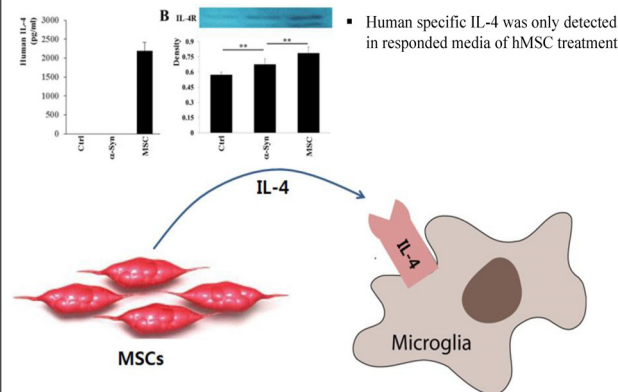 Human IL-4
(pg/ml)
3000
2500
2000
1500
1000
500
0
Ctrl
α-Syn
MSC
B
IL-4R
Density
0.9
0.75
0.6
0.45
0.3
0.15
0
**
**
Ctrl
α-Syn
MSC
▪ Human specific IL-4 was only detected
in responded media of hMSC treatment
IL-4
IL-4
Microglia
MSCs